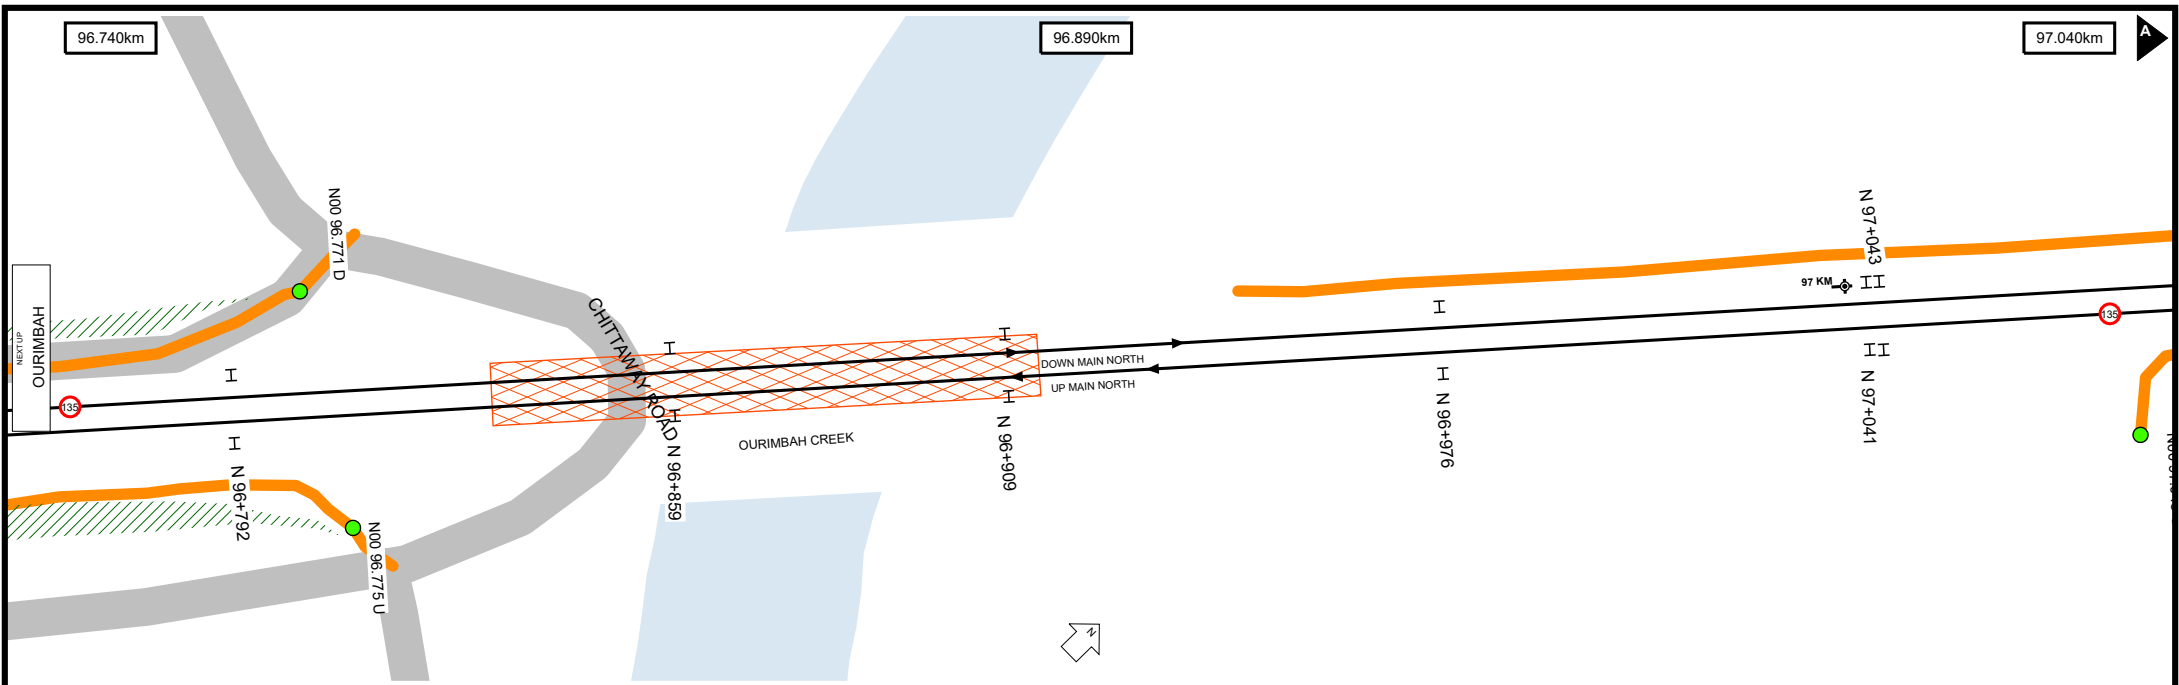 96.740km
96.890km
97.040km
A
N00 96.771 D
N 97+043
97 KM
NEXT UP
OURIMBAH
CHITTAWAY ROAD
135
135
DOWN MAIN NORTH
UP MAIN NORTH
OURIMBAH CREEK
N 96+792
N 96+859
N 96+909
N 96+976
N 97+041
N00 96.775 U
N